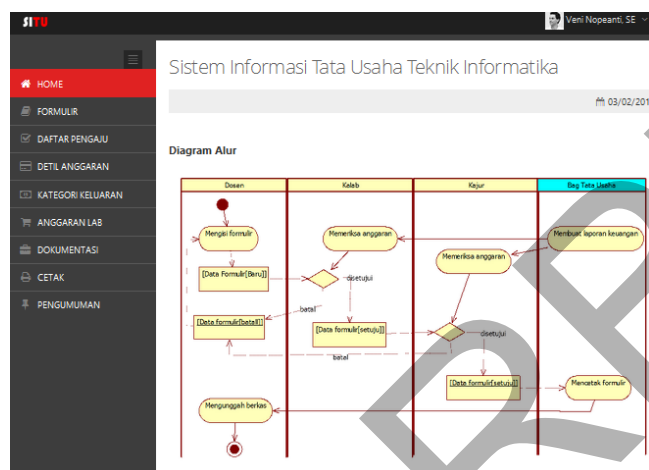 SITU
Veni Nopeanti, SE
Sistem Informasi Tata Usaha Teknik Informatika
HOME
03/02/201
FORMULIR
DAFTAR PENGAJU
DETIL ANGGARAN
KATEGORI KELUARAN
ANGGARAN LAB
DOKUMENTASI
CETAK
PENGUMUMAN
Diagram Alur
Dosen
Kalab
Kajur
Bag Tata Usaha
Mengisi formulir
Memeriksa anggaran
Membuat laporan keuangan
Memeriksa anggaran
[Data Formulir[Baru]]
disetujui
batal
[Data formulir[batal]]
[Data formulir[setuju]]
disetujui
batal
[Data formulir[setuju]]
Mencetak formulir
Mengunggah berkas